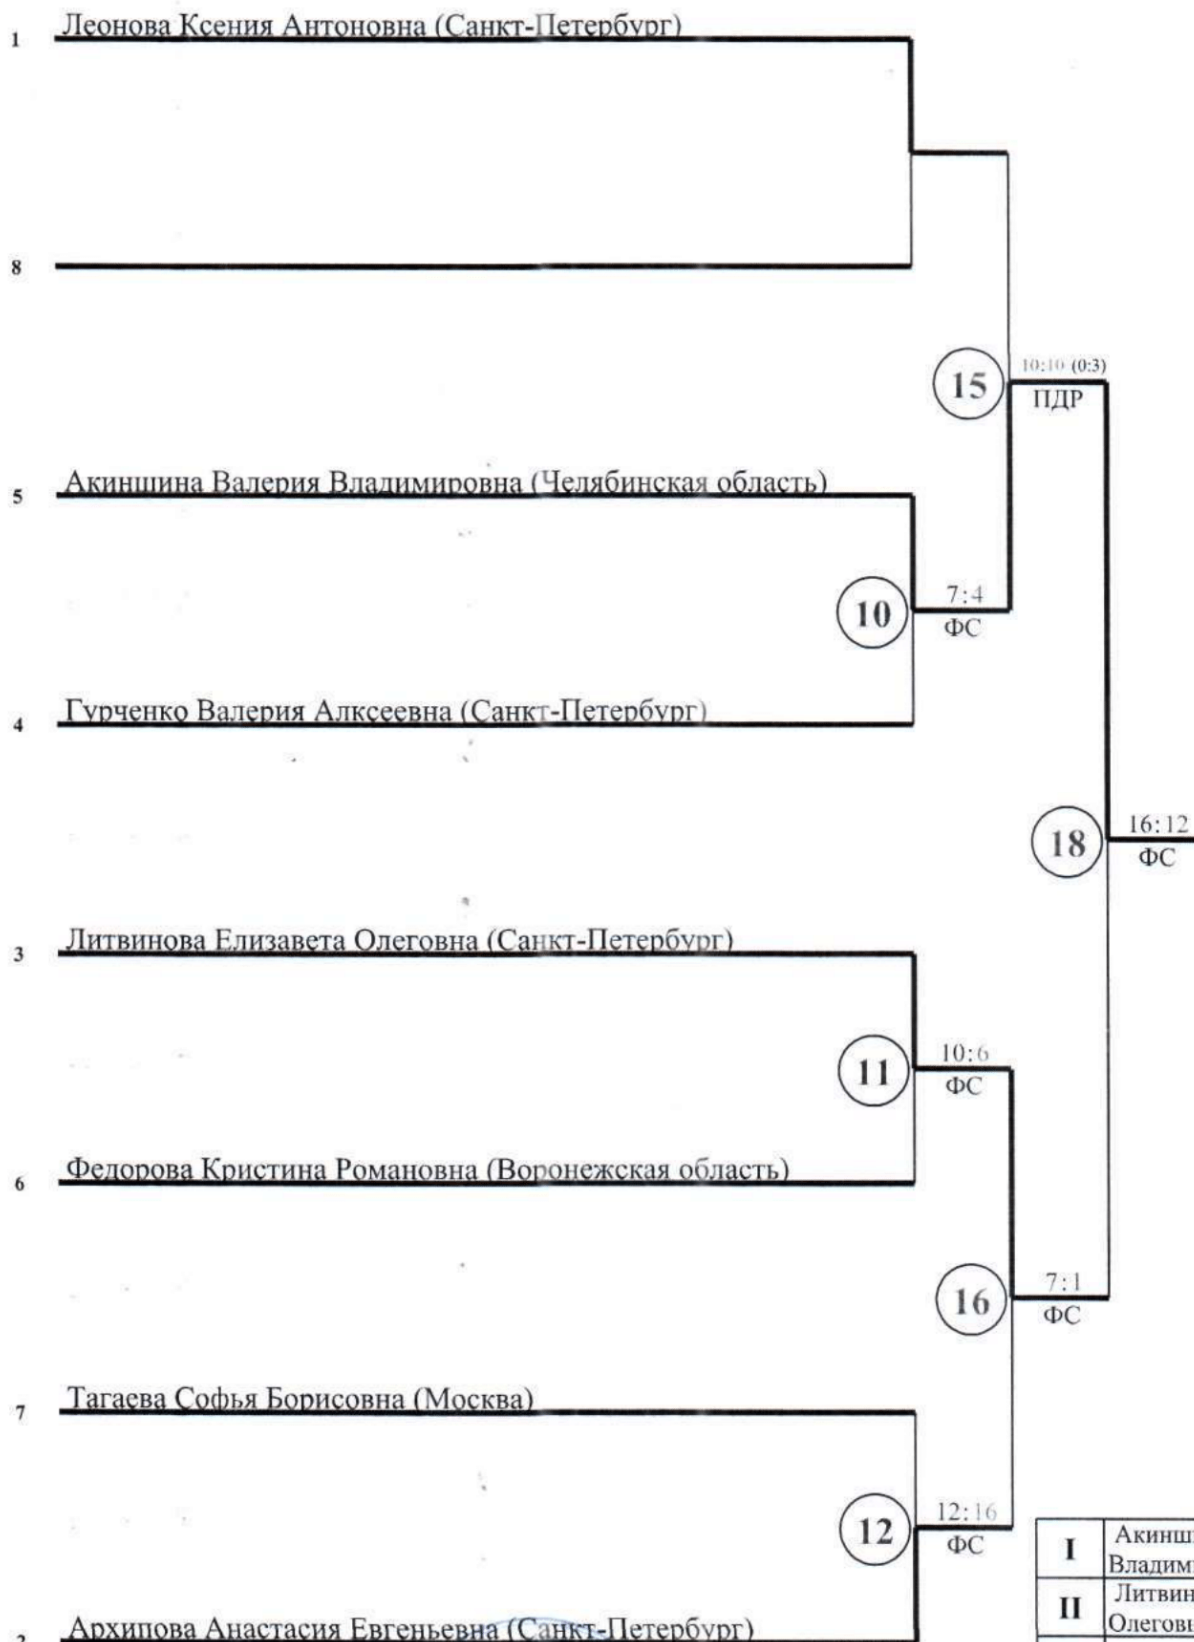 1 Леонова Ксения Антоновна (Санкт-Петербург)
8
15 10:10 (0:3)
ПДР
5 Акиншина Валерия Владимировна (Челябинская область)
10 7:4
ФС
4 Гурченко Валерия Алксеевна (Санкт-Петербург)
18 16:12
ФС
3 Литвинова Елизавета Олеговна (Санкт-Петербург)
11 10:6
ФС
6 Федорова Кристина Романовна (Воронежская область)
16 7:1
ФС
7 Тагаева Софья Борисовна (Москва)
12 12:16
ФС
I Акинш
Владим
II Литвин
Олегов
2 Архипова Анастасия Евгеньевна (Санкт-Петербург)